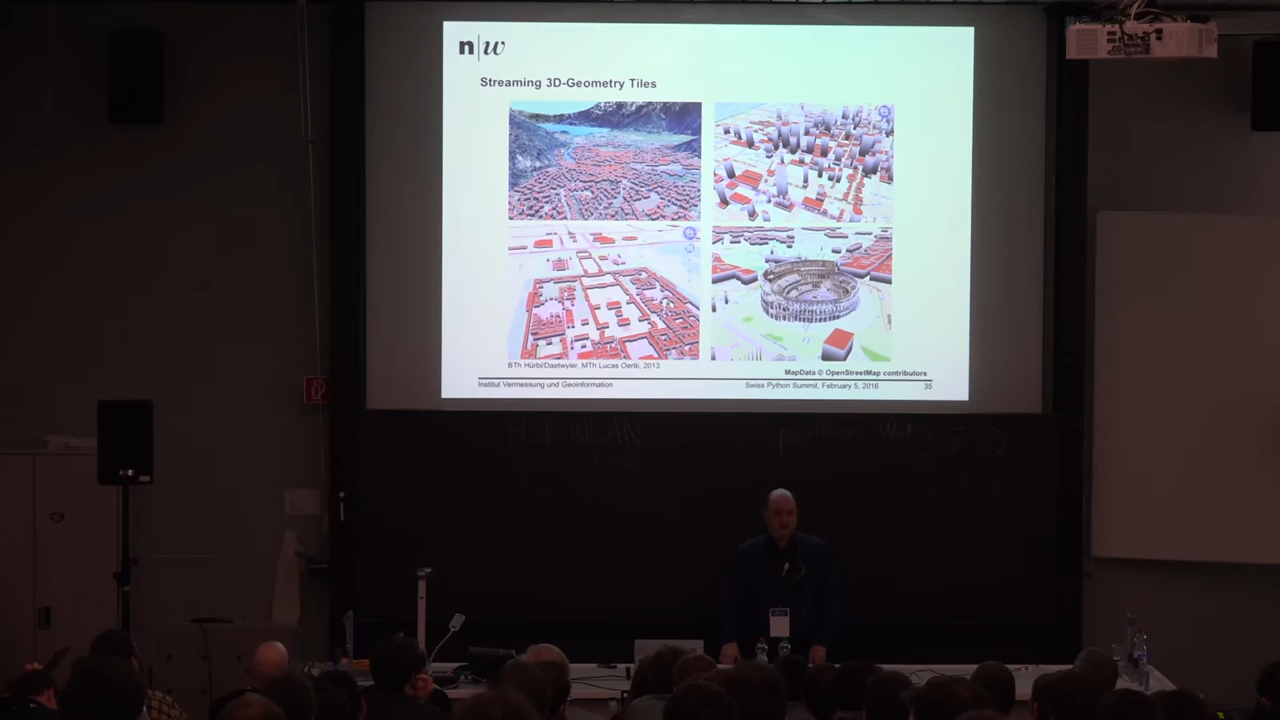 n|w
Streaming 3D-Geometry Tiles
BTh Hürbi/Daetwyler, MTh Lucas Oertli, 2013
MapData © OpenStreetMap contributors
Institut Vermessung und Geoinformation
Swiss Python Summit, February 5, 2016
35